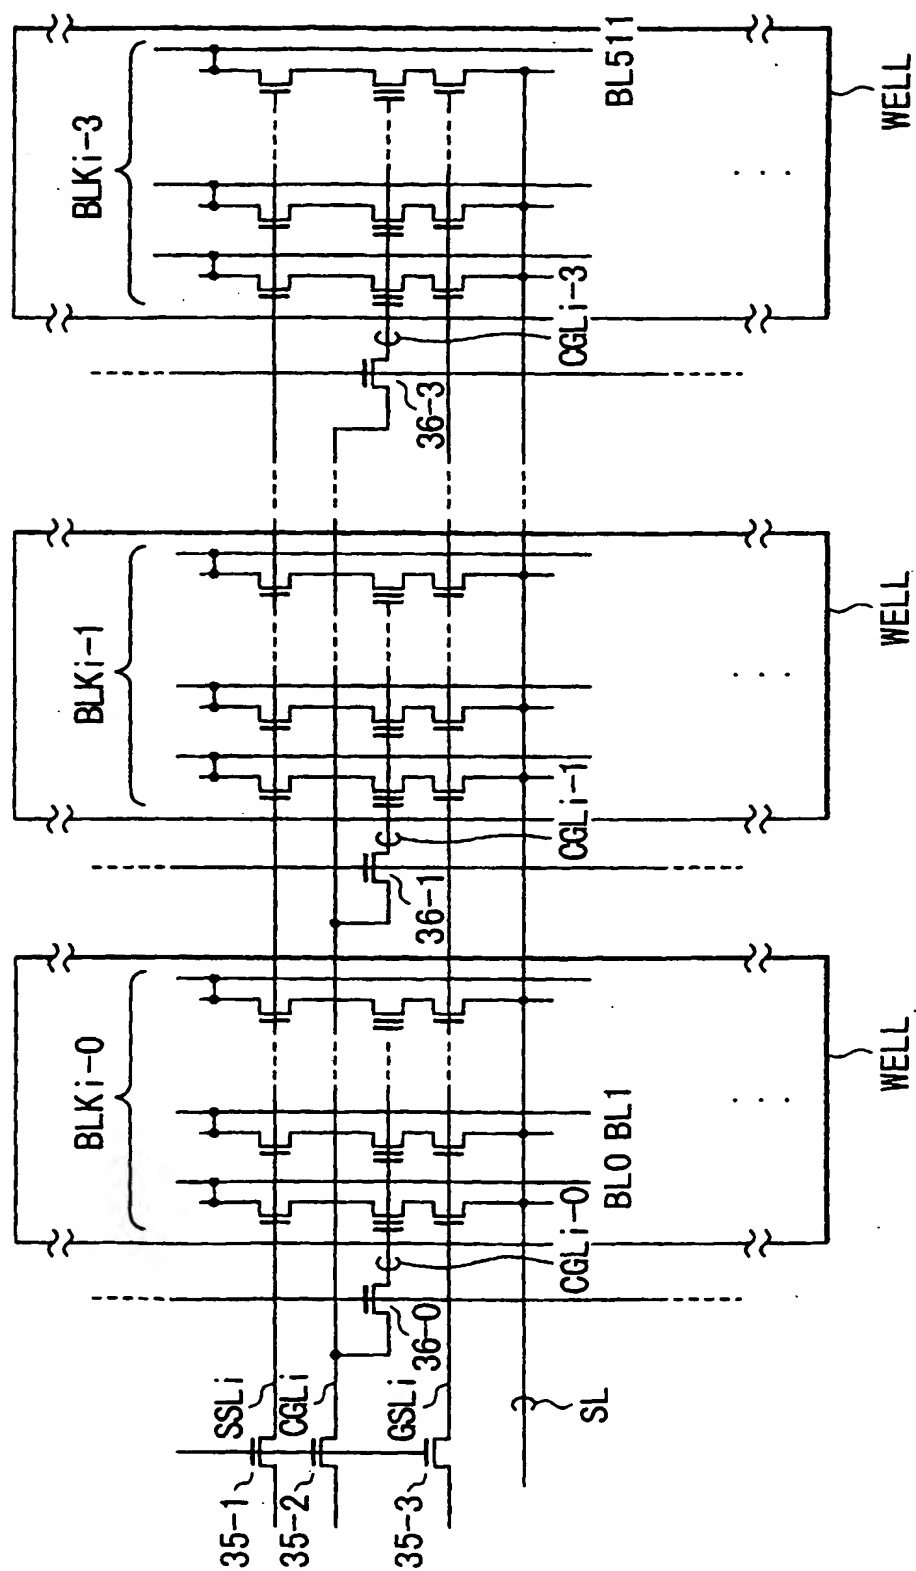 BLKi-0
BLKi-1
BLKi-3
35-1
SSLi
35-2
CGLi
35-3
GSLi
36-0
36-1
36-3
CGLi-0
CGLi-1
CGLi-3
SL
BL0 BL1
BL511
WELL
WELL
WELL